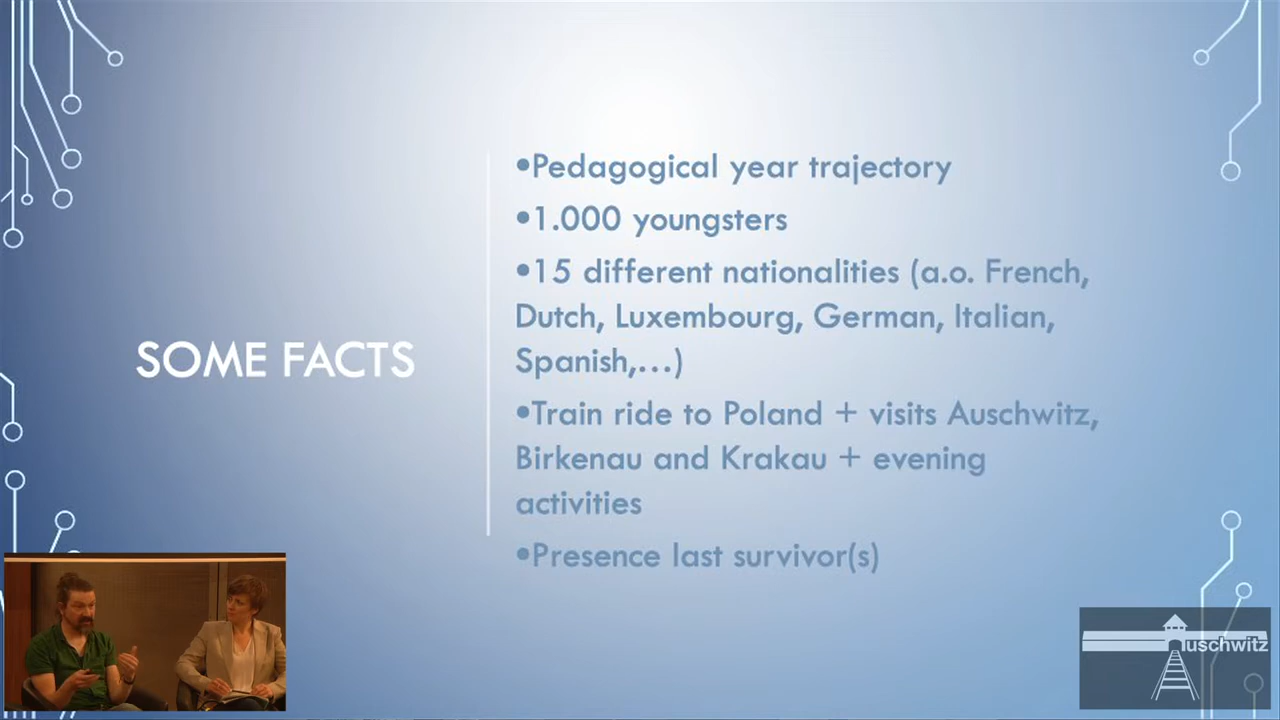 SOME FACTS
•Pedagogical year trajectory
•1.000 youngsters
•15 different nationalities (a.o. French,
Dutch, Luxembourg, German, Italian,
Spanish,...)
•Train ride to Poland + visits Auschwitz,
Birkenau and Krakau + evening
activities
•Presence last survivor(s)
uschwitz